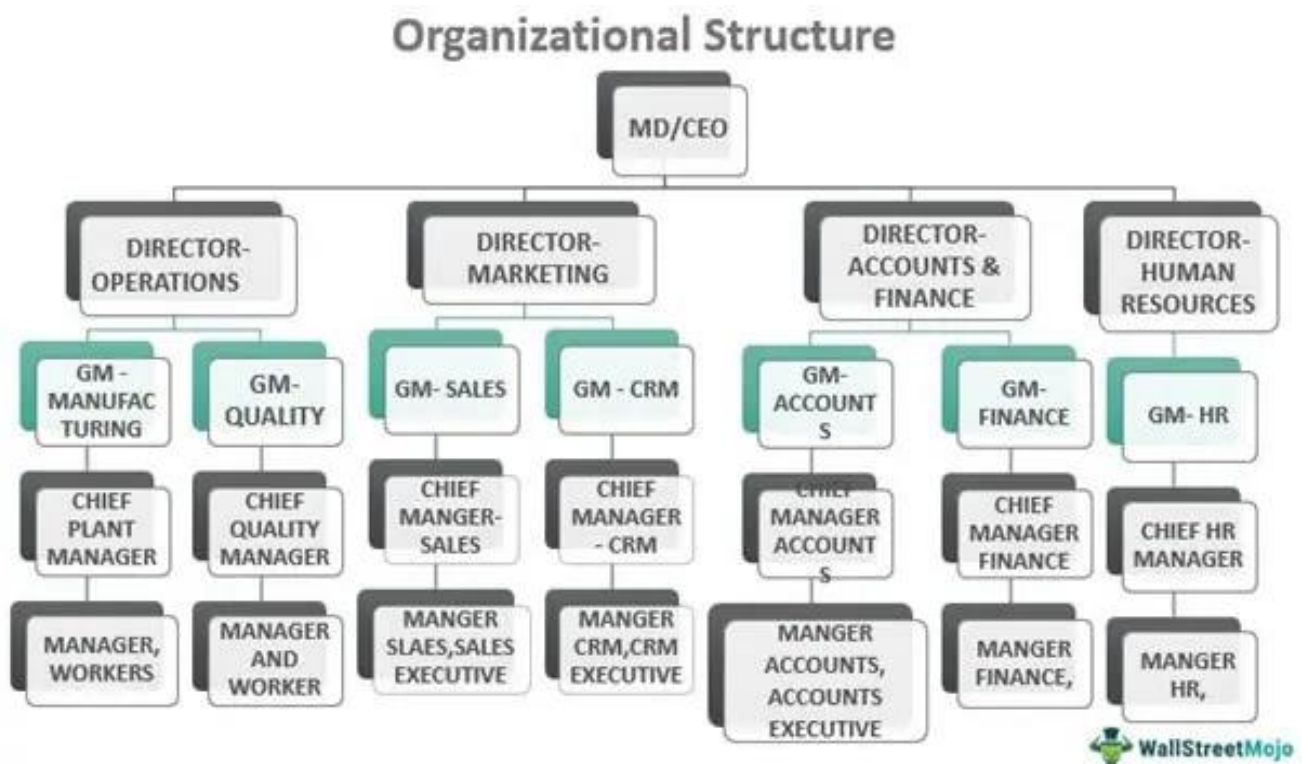 Organizational Structure
MD/CEO
DIRECTOR-
OPERATIONS
DIRECTOR-
MARKETING
DIRECTOR-
ACCOUNTS &
FINANCE
DIRECTOR-
HUMAN
RESOURCES
GM -
MANUFAC
TURING
GM-
QUALITY
GM- SALES
GM - CRM
GM-
ACCOUNT
S
GM-
FINANCE
GM- HR
CHIEF
PLANT
MANAGER
CHIEF
QUALITY
MANAGER
CHIEF
MANGER-
SALES
CHIEF
MANAGER
- CRM
CHIEF
MANAGER
ACCOUNT
S
CHIEF
MANAGER
FINANCE
CHIEF HR
MANAGER
MANAGER,
WORKERS
MANAGER
AND
WORKER
MANGER
SLAES,SALES
EXECUTIVE
MANGER
CRM,CRM
EXECUTIVE
MANGER
ACCOUNTS,
ACCOUNTS
EXECUTIVE
MANGER
FINANCE,
MANGER
HR,
WallStreetMojo